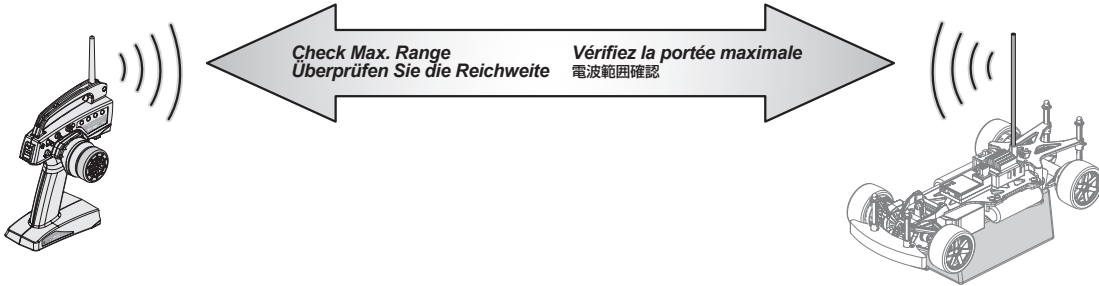 Check Max. Range
Überprüfen Sie die Reichweite
Vérifiez la portée maximale
電波範囲確認